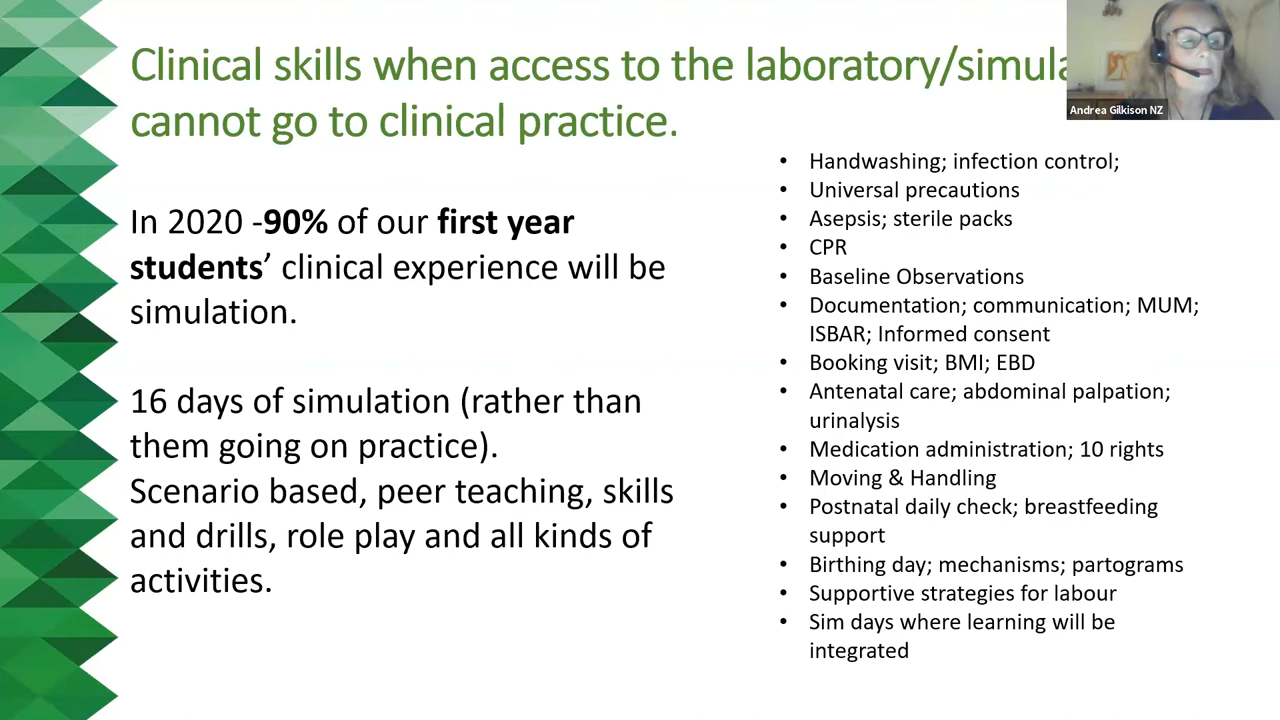 Clinical skills when access to the laboratory/simula
cannot go to clinical practice.
Andrea Gilkison NZ
In 2020 -90% of our first year
students’ clinical experience will be
simulation.
16 days of simulation (rather than
them going on practice).
Scenario based, peer teaching, skills
and drills, role play and all kinds of
activities.
• Handwashing; infection control;
• Universal precautions
• Asepsis; sterile packs
• CPR
• Baseline Observations
• Documentation; communication; MUM;
ISBAR; Informed consent
• Booking visit; BMI; EBD
• Antenatal care; abdominal palpation;
urinalysis
• Medication administration; 10 rights
• Moving & Handling
• Postnatal daily check; breastfeeding
support
• Birthing day; mechanisms; partograms
• Supportive strategies for labour
• Sim days where learning will be
integrated